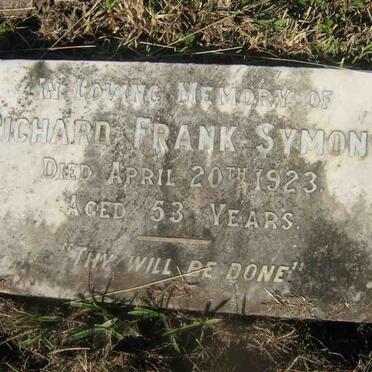 IN LOVING MEMORY OF
RICHARD FRANK SYMON
DIED APRIL 20TH 1923.
AGED 53 YEARS.
"THY WILL BE DONE"